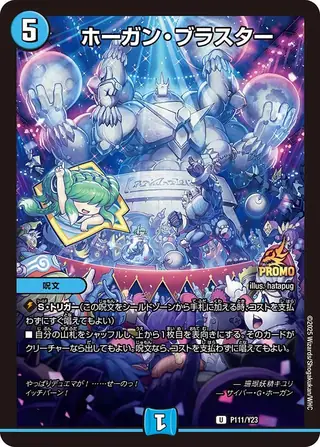 5
ホーガン・ブラスター
PROMO
illus. hatapug
呪文
S・トリガー(この呪文をシールドゾーンから手札に加える時、コストを支払わずにすぐ唱えてもよい)
■自分の山札をシャッフルし、上から1枚目を表向きにする。そのカードがクリーチャーなら出してもよい。呪文なら、コストを支払わずに唱えてもよい。
やっぱりデュエマが!……せーのっ!
イッチバーン!
――珊瑚妖精キユリ
――サイバー・G・ホーガン
©2025 Wizards/Shogakukan/WHC
1
U P111/Y23